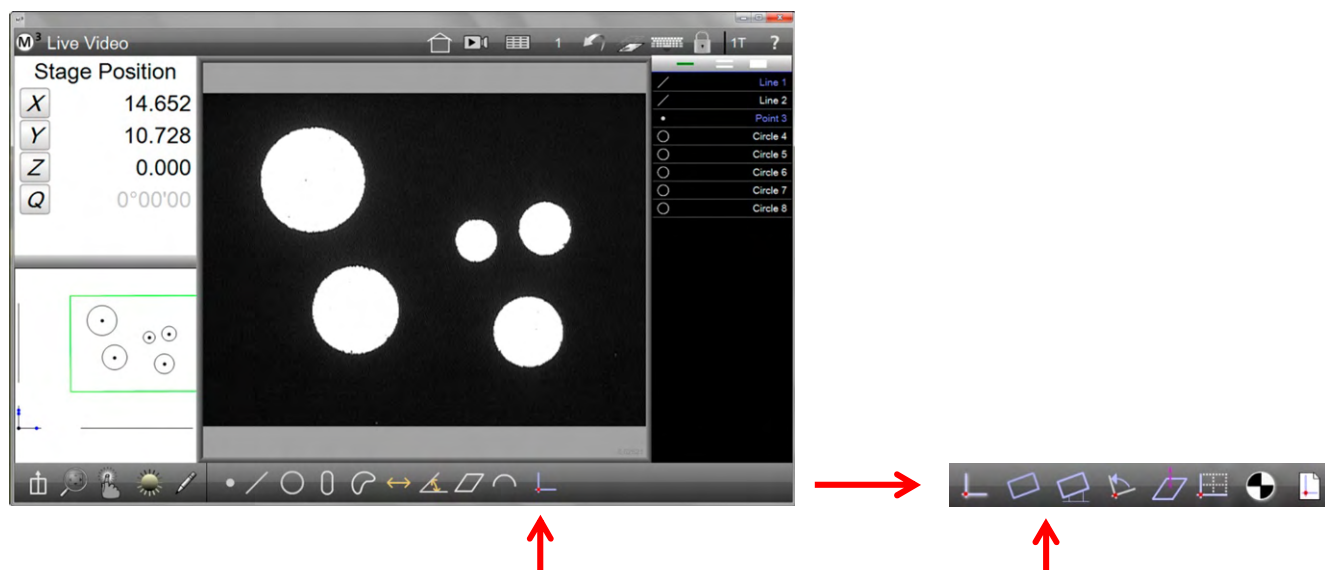 M³ Live Video
1
1T
?
Stage Position
X 14.652
Y 10.728
Z 0.000
Q 0°00'00
Line 1
Line 2
Point 3
Circle 4
Circle 5
Circle 6
Circle 7
Circle 8